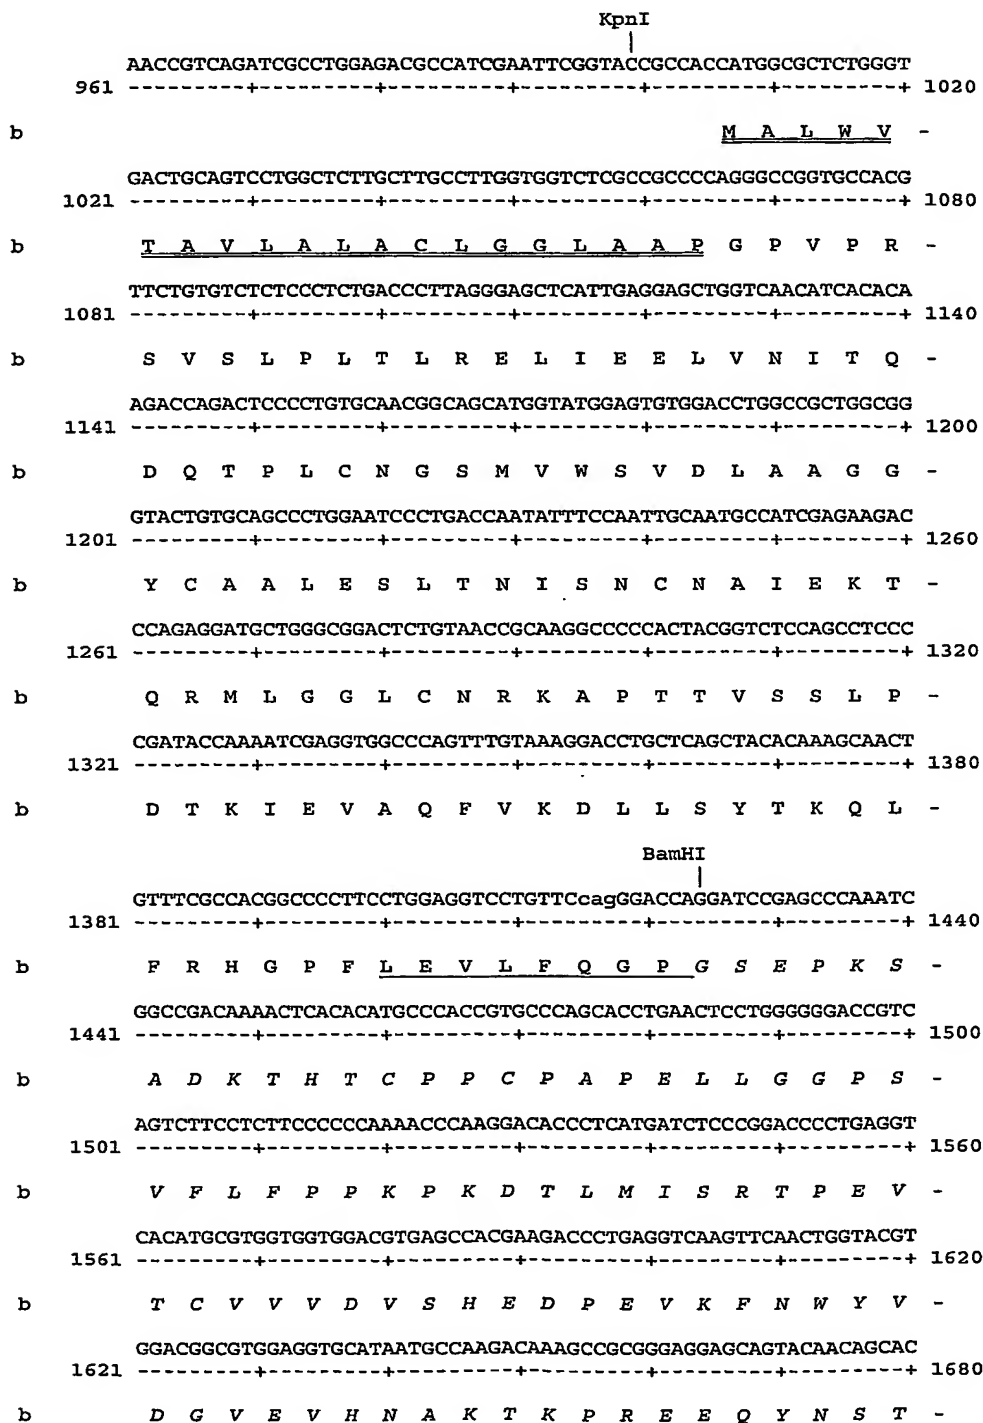 KpnI
AACCGTCAGATCGCCTGGAGACGCCATCGAATTCGGTACCGCCACCATGGCGCTCTGGGT
961 ---------+---------+---------+---------+---------+---------+ 1020
b M A L W V -
GACTGCAGTCCTGGCTCTTGCTTGCCTTGGTGGTCTCGCCGCCCCAGGGCCGGTGCCACG
1021 ---------+---------+---------+---------+---------+---------+ 1080
b T A V L A L A C L G G L A A P G P V P R -
TTCTGTGTCTCTCCCTCTGACCCTTAGGGAGCTCATTGAGGAGCTGGTCAACATCACACA
1081 ---------+---------+---------+---------+---------+---------+ 1140
b S V S L P L T L R E L I E E L V N I T Q -
AGACCAGACTCCCCTGTGCAACGGCAGCATGGTATGGAGTGTGGACCTGGCCGCTGGCGG
1141 ---------+---------+---------+---------+---------+---------+ 1200
b D Q T P L C N G S M V W S V D L A A G G -
GTACTGTGCAGCCCTGGAATCCCTGACCAATATTTCCAATTGCAATGCCATCGAGAAGAC
1201 ---------+---------+---------+---------+---------+---------+ 1260
b Y C A A L E S L T N I S N C N A I E K T -
CCAGAGGATGCTGGGCGGACTCTGTAACCGCAAGGCCCCCACTACGGTCTCCAGCCTCCC
1261 ---------+---------+---------+---------+---------+---------+ 1320
b Q R M L G G L C N R K A P T T V S S L P -
CGATACCAAAATCGAGGTGGCCCAGTTTGTAAAGGACCTGCTCAGCTACACAAAGCAACT
1321 ---------+---------+---------+---------+---------+---------+ 1380
b D T K I E V A Q F V K D L L S Y T K Q L -
BamHI
GTTTCGCCACGGCCCCTTCCTGGAGGTCCTGTTCcagGGACCAGGATCCGAGCCCAAATC
1381 ---------+---------+---------+---------+---------+---------+ 1440
b F R H G P F L E V L F Q G P G S E P K S -
GGCCGACAAAACTCACACATGCCCACCGTGCCCAGCACCTGAACTCCTGGGGGGACCGTC
1441 ---------+---------+---------+---------+---------+---------+ 1500
b A D K T H T C P P C P A P E L L G G P S -
AGTCTTCCTCTTCCCCCCAAAACCCAAGGACACCCTCATGATCTCCCGGACCCCTGAGGT
1501 ---------+---------+---------+---------+---------+---------+ 1560
b V F L F P P K P K D T L M I S R T P E V -
CACATGCGTGGTGGTGGACGTGAGCCACGAAGACCCTGAGGTCAAGTTCAACTGGTACGT
1561 ---------+---------+---------+---------+---------+---------+ 1620
b T C V V V D V S H E D P E V K F N W Y V -
GGACGGCGTGGAGGTGCATAATGCCAAGACAAAGCCGCGGGAGGAGCAGTACAACAGCAC
1621 ---------+---------+---------+---------+---------+---------+ 1680
b D G V E V H N A K T K P R E E Q Y N S T -